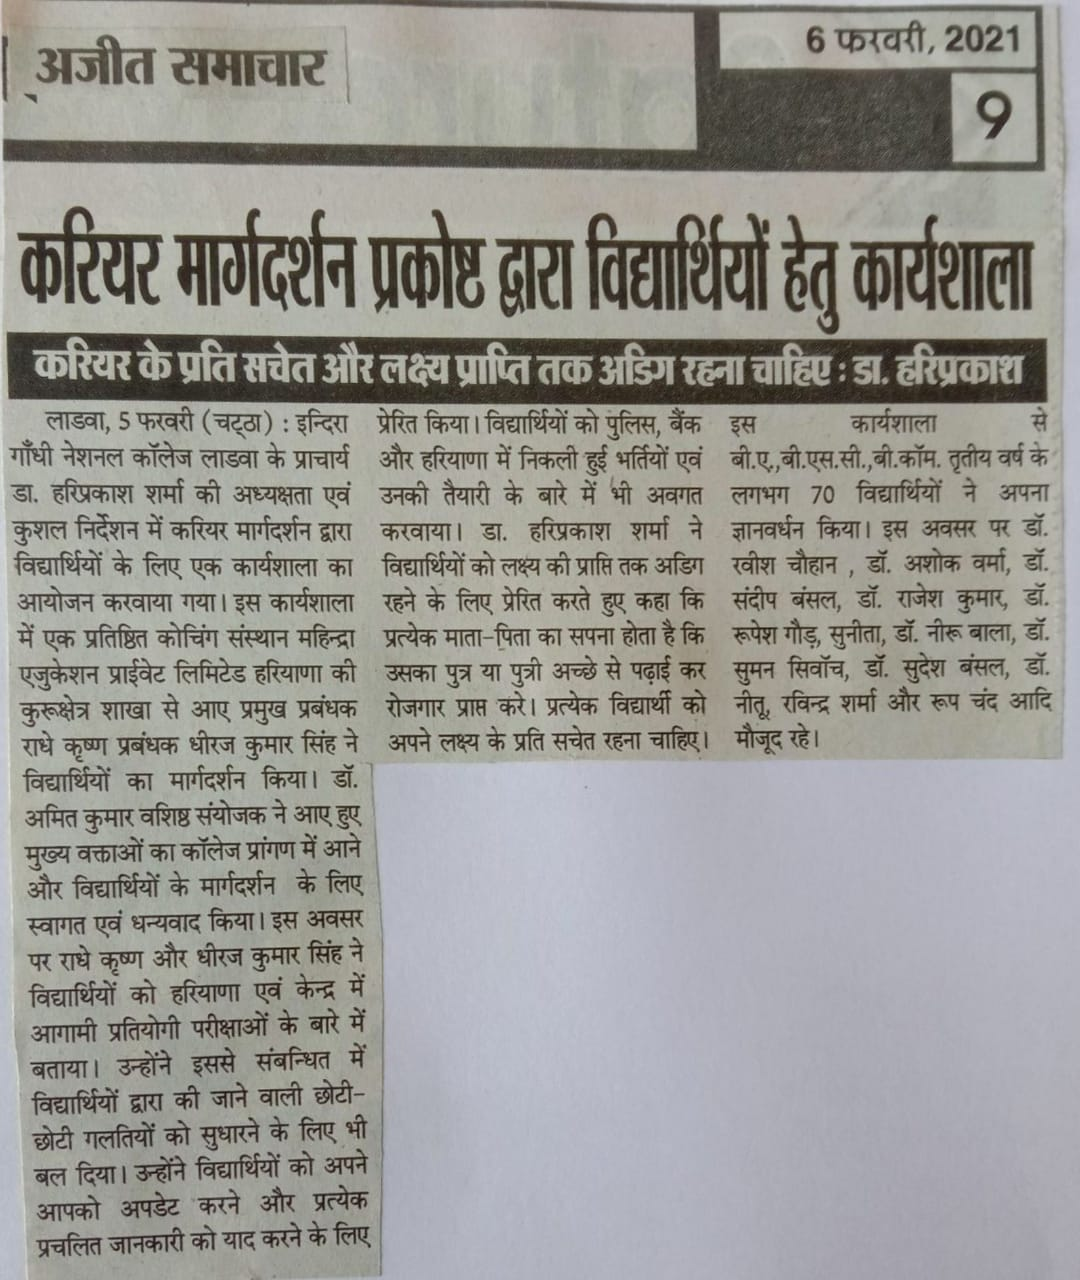 अजीत समाचार
6 फरवरी, 2021
9
करियर मार्गदर्शन प्रकोष्ट द्वारा विद्यार्थियों हेतु कार्यशाला
करियर के प्रति सचेत और लक्ष्य प्राप्ति तक अडिग रहना चाहिए : डा. हरिप्रकाश
लाडवा, 5 फरवरी (चट्ठा) : इन्दिरा
गाँधी नेशनल कॉलेज लाडवा के प्राचार्य
डा. हरिप्रकाश शर्मा की अध्यक्षता एवं
कुशल निर्देशन में करियर मार्गदर्शन द्वारा
विद्यार्थियों के लिए एक कार्यशाला का
आयोजन करवाया गया। इस कार्यशाला
में एक प्रतिष्ठित कोचिंग संस्थान महिन्द्रा
एजुकेशन प्राईवेट लिमिटेड हरियाणा की
कुरूक्षेत्र शाखा से आए प्रमुख प्रबंधक
राधे कृष्ण प्रबंधक धीरज कुमार सिंह ने
विद्यार्थियों का मार्गदर्शन किया। डॉ.
अमित कुमार वशिष्ठ संयोजक ने आए हुए
मुख्य वक्ताओं का कॉलेज प्रांगण में आने
और विद्यार्थियों के मार्गदर्शन के लिए
स्वागत एवं धन्यवाद किया। इस अवसर
पर राधे कृष्ण और धीरज कुमार सिंह ने
विद्यार्थियों को हरियाणा एवं केन्द्र में
आगामी प्रतियोगी परीक्षाओं के बारे में
बताया। उन्होंने इससे संबन्धित में
विद्यार्थियों द्वारा की जाने वाली छोटी-
छोटी गलतियों को सुधारने के लिए भी
बल दिया। उन्होंने विद्यार्थियों को अपने
आपको अपडेट करने और प्रत्येक
प्रचलित जानकारी को याद करने के लिए
प्रेरित किया। विद्यार्थियों को पुलिस, बैंक
और हरियाणा में निकली हुई भर्तियों एवं
उनकी तैयारी के बारे में भी अवगत
करवाया। डा. हरिप्रकाश शर्मा ने
विद्यार्थियों को लक्ष्य की प्राप्ति तक अडिग
रहने के लिए प्रेरित करते हुए कहा कि
प्रत्येक माता-पिता का सपना होता है कि
उसका पुत्र या पुत्री अच्छे से पढ़ाई कर
रोजगार प्राप्त करे। प्रत्येक विद्यार्थी को
अपने लक्ष्य के प्रति सचेत रहना चाहिए।
इस कार्यशाला से
बी.ए.,बी.एस.सी.,बी.कॉम. तृतीय वर्ष के
लगभग 70 विद्यार्थियों ने अपना
ज्ञानवर्धन किया। इस अवसर पर डॉ.
रवीश चौहान , डॉ. अशोक वर्मा, डॉ.
संदीप बंसल, डॉ. राजेश कुमार, डॉ.
रूपेश गौड़, सुनीता, डॉ. नीरू बाला, डॉ.
सुमन सिवॉच, डॉ. सुदेश बंसल, डॉ.
नीतू, रविन्द्र शर्मा और रूप चंद आदि
मौजूद रहे।